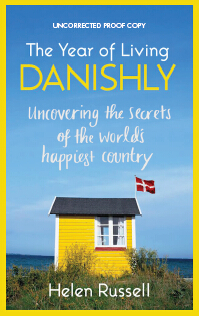 UNCORRECTED PROOF COPY
The Year of Living
DANISHLY
Uncovering the Secrets
of the World's
happiest country
Helen Russell